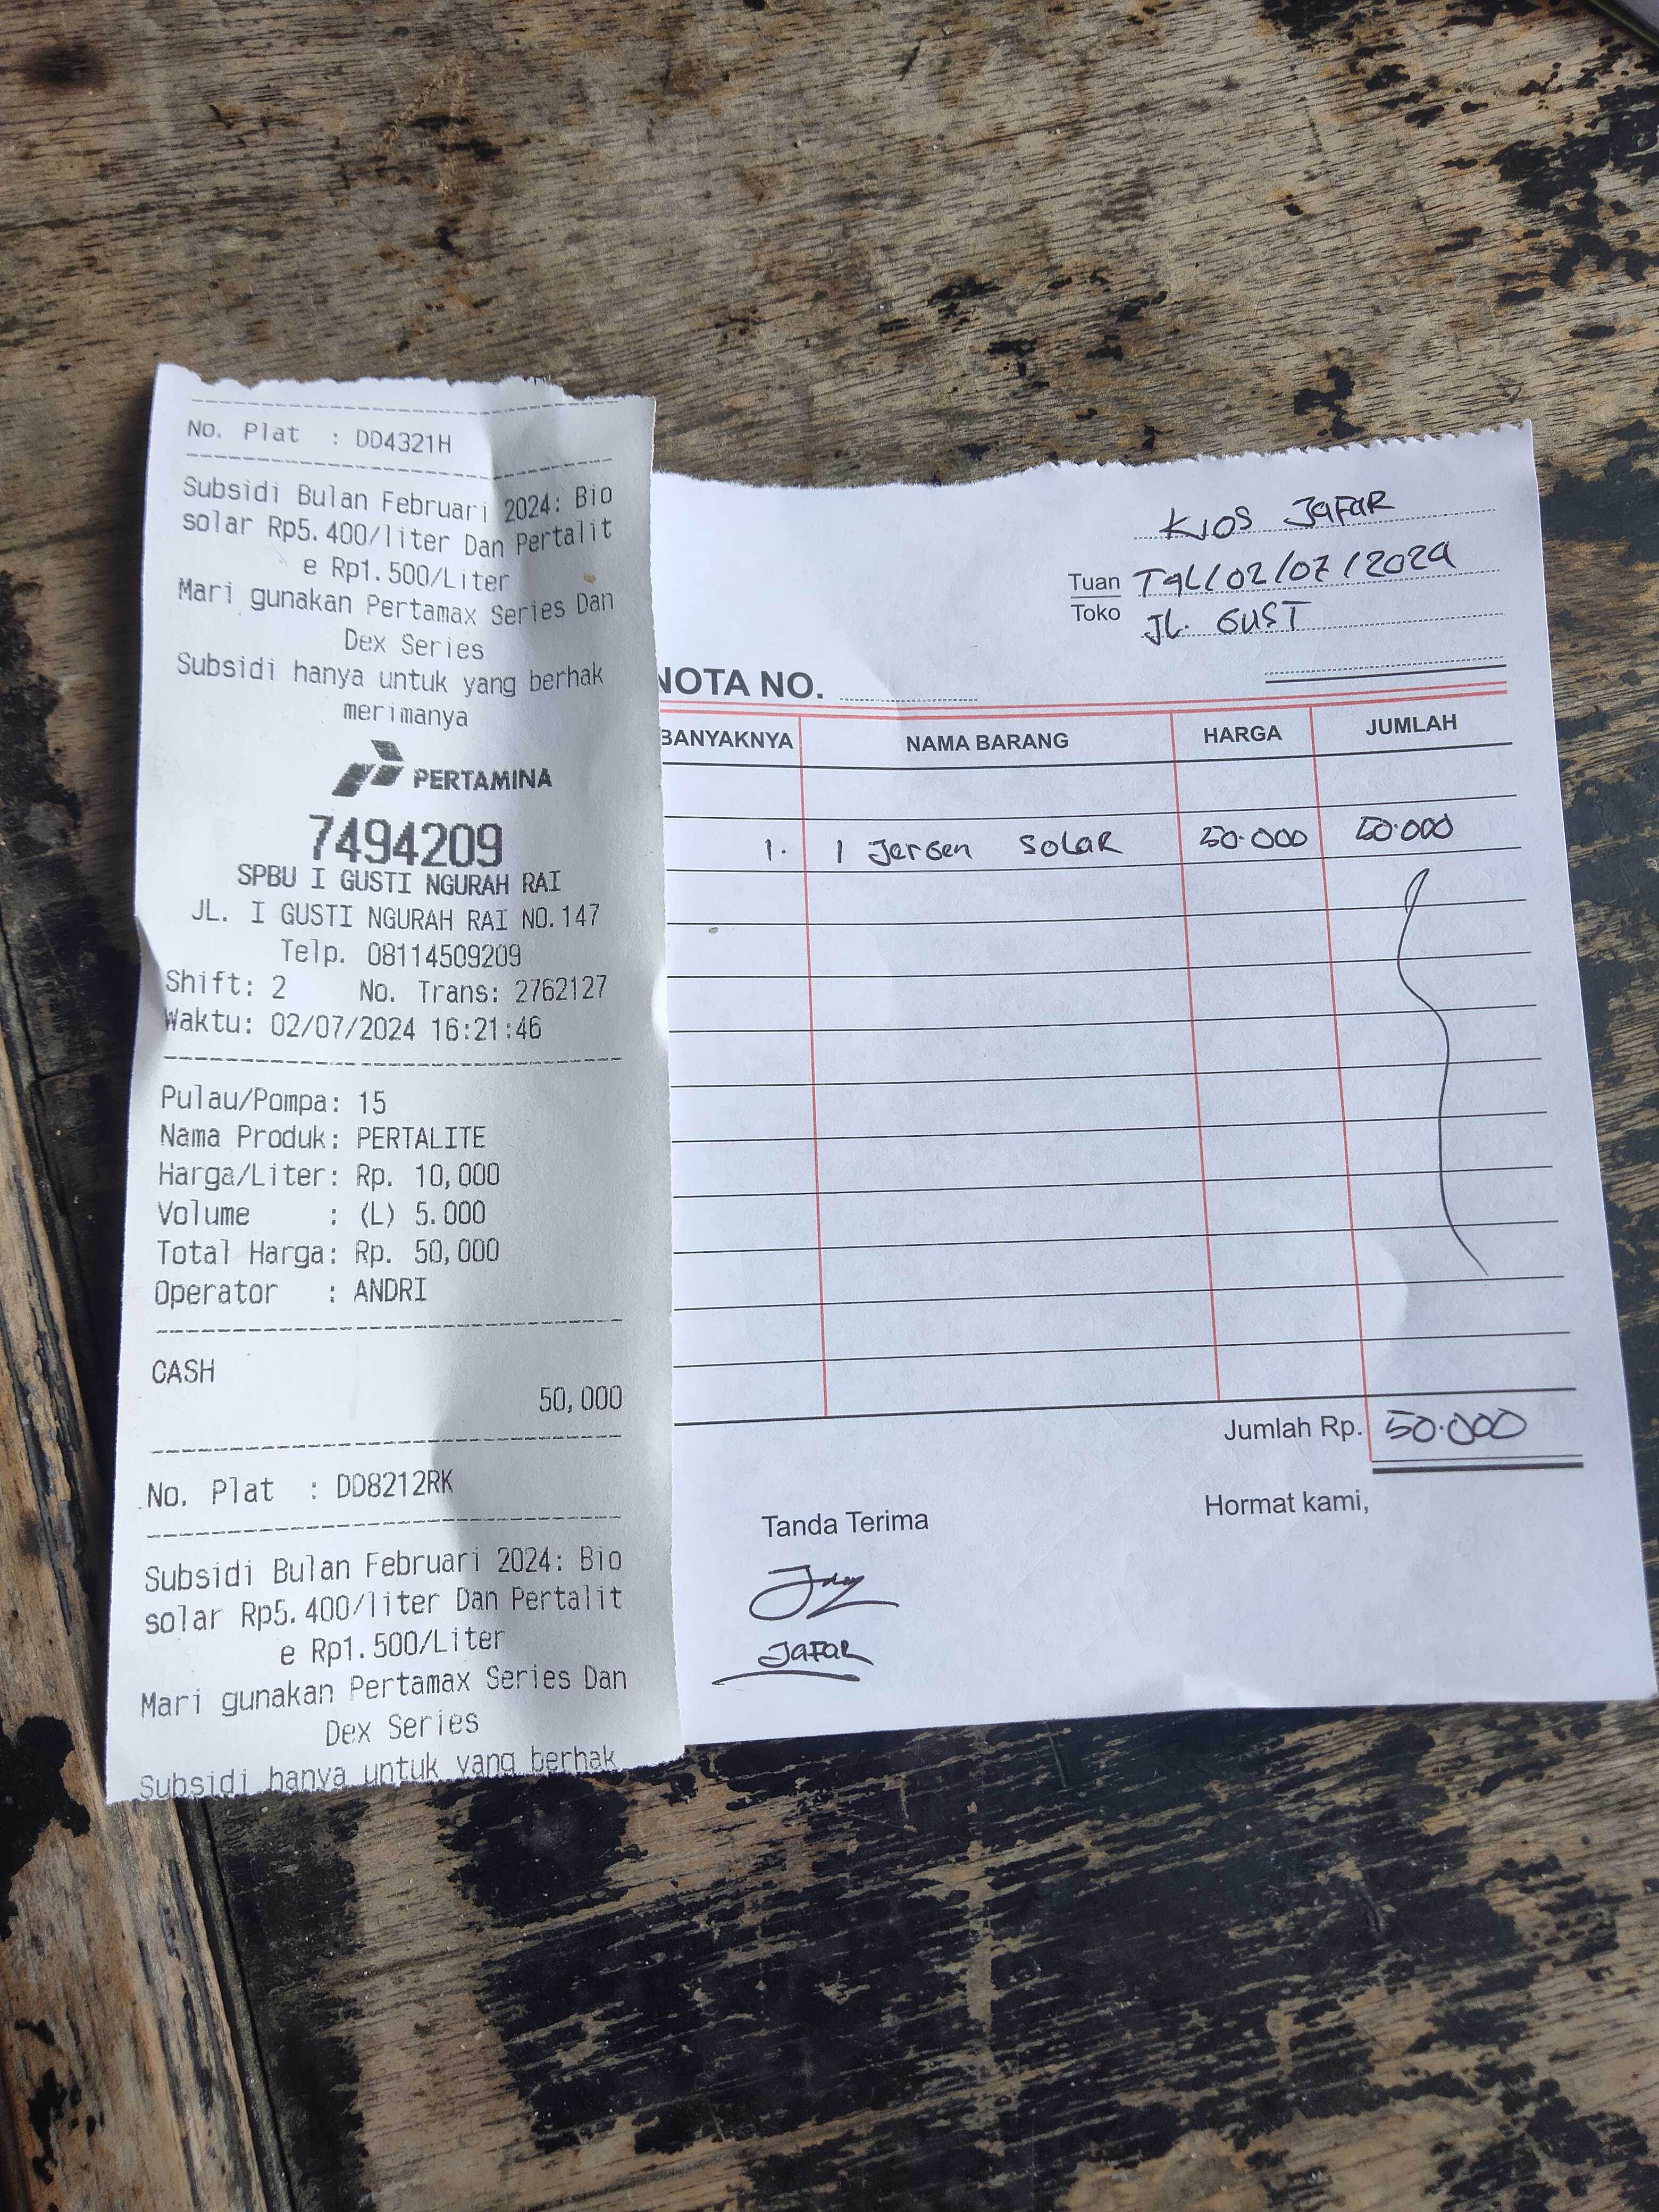 No. Plat : DD4321H
Subsidi Bulan Februari 2024: Bio
solar Rp5.400/liter Dan Pertalit
e Rp1.500/Liter
Mari gunakan Pertamax Series Dan
Dex Series
Subsidi hanya untuk yang berhak
merimanya
PERTAMINA
7494209
SPBU I GUSTI NGURAH RAI
JL. I GUSTI NGURAH RAI NO.147
Telp. 08114509209
Shift: 2 No. Trans: 2762127
Waktu: 02/07/2024 16:21:46
Pulau/Pompa: 15
Nama Produk: PERTALITE
Harga/Liter: Rp. 10,000
Volume : (L) 5.000
Total Harga: Rp. 50,000
Operator : ANDRI
CASH
50,000
No. Plat : DD8212RK
Subsidi Bulan Februari 2024: Bio
solar Rp5.400/liter Dan Pertalit
e Rp1.500/Liter
Mari gunakan Pertamax Series Dan
Dex Series
Subsidi hanya untuk yang berhak
KIOS JAFAR
Tuan Tgl/02/07/2024
Toko JL. GUST
NOTA NO.
BANYAKNYA NAMA BARANG HARGA JUMLAH
1. 1 Jergen Solar 50.000 50.000
Jumlah Rp. 50.000
Tanda Terima Hormat kami,
JAFAR